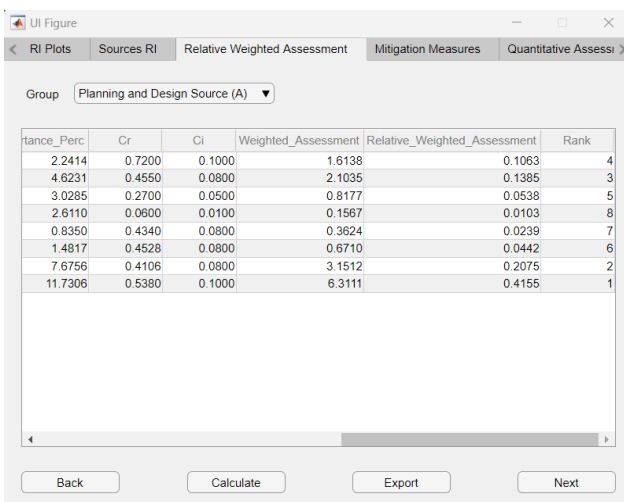 UI Figure
RI Plots Sources RI Relative Weighted Assessment Mitigation Measures Quantitative Assess
Group Planning and Design Source (A)
rtance_Perc Cr Ci Weighted_Assessment Relative_Weighted_Assessment Rank
2.2414 0.7200 0.1000 1.6138 0.1063 4
4.6231 0.4550 0.0800 2.1035 0.1385 3
3.0285 0.2700 0.0500 0.8177 0.0538 5
2.6110 0.0600 0.0100 0.1567 0.0103 8
0.8350 0.4340 0.0800 0.3624 0.0239 7
1.4817 0.4528 0.0800 0.6710 0.0442 6
7.6756 0.4106 0.0800 3.1512 0.2075 2
11.7306 0.5380 0.1000 6.3111 0.4155 1
Back Calculate Export Next